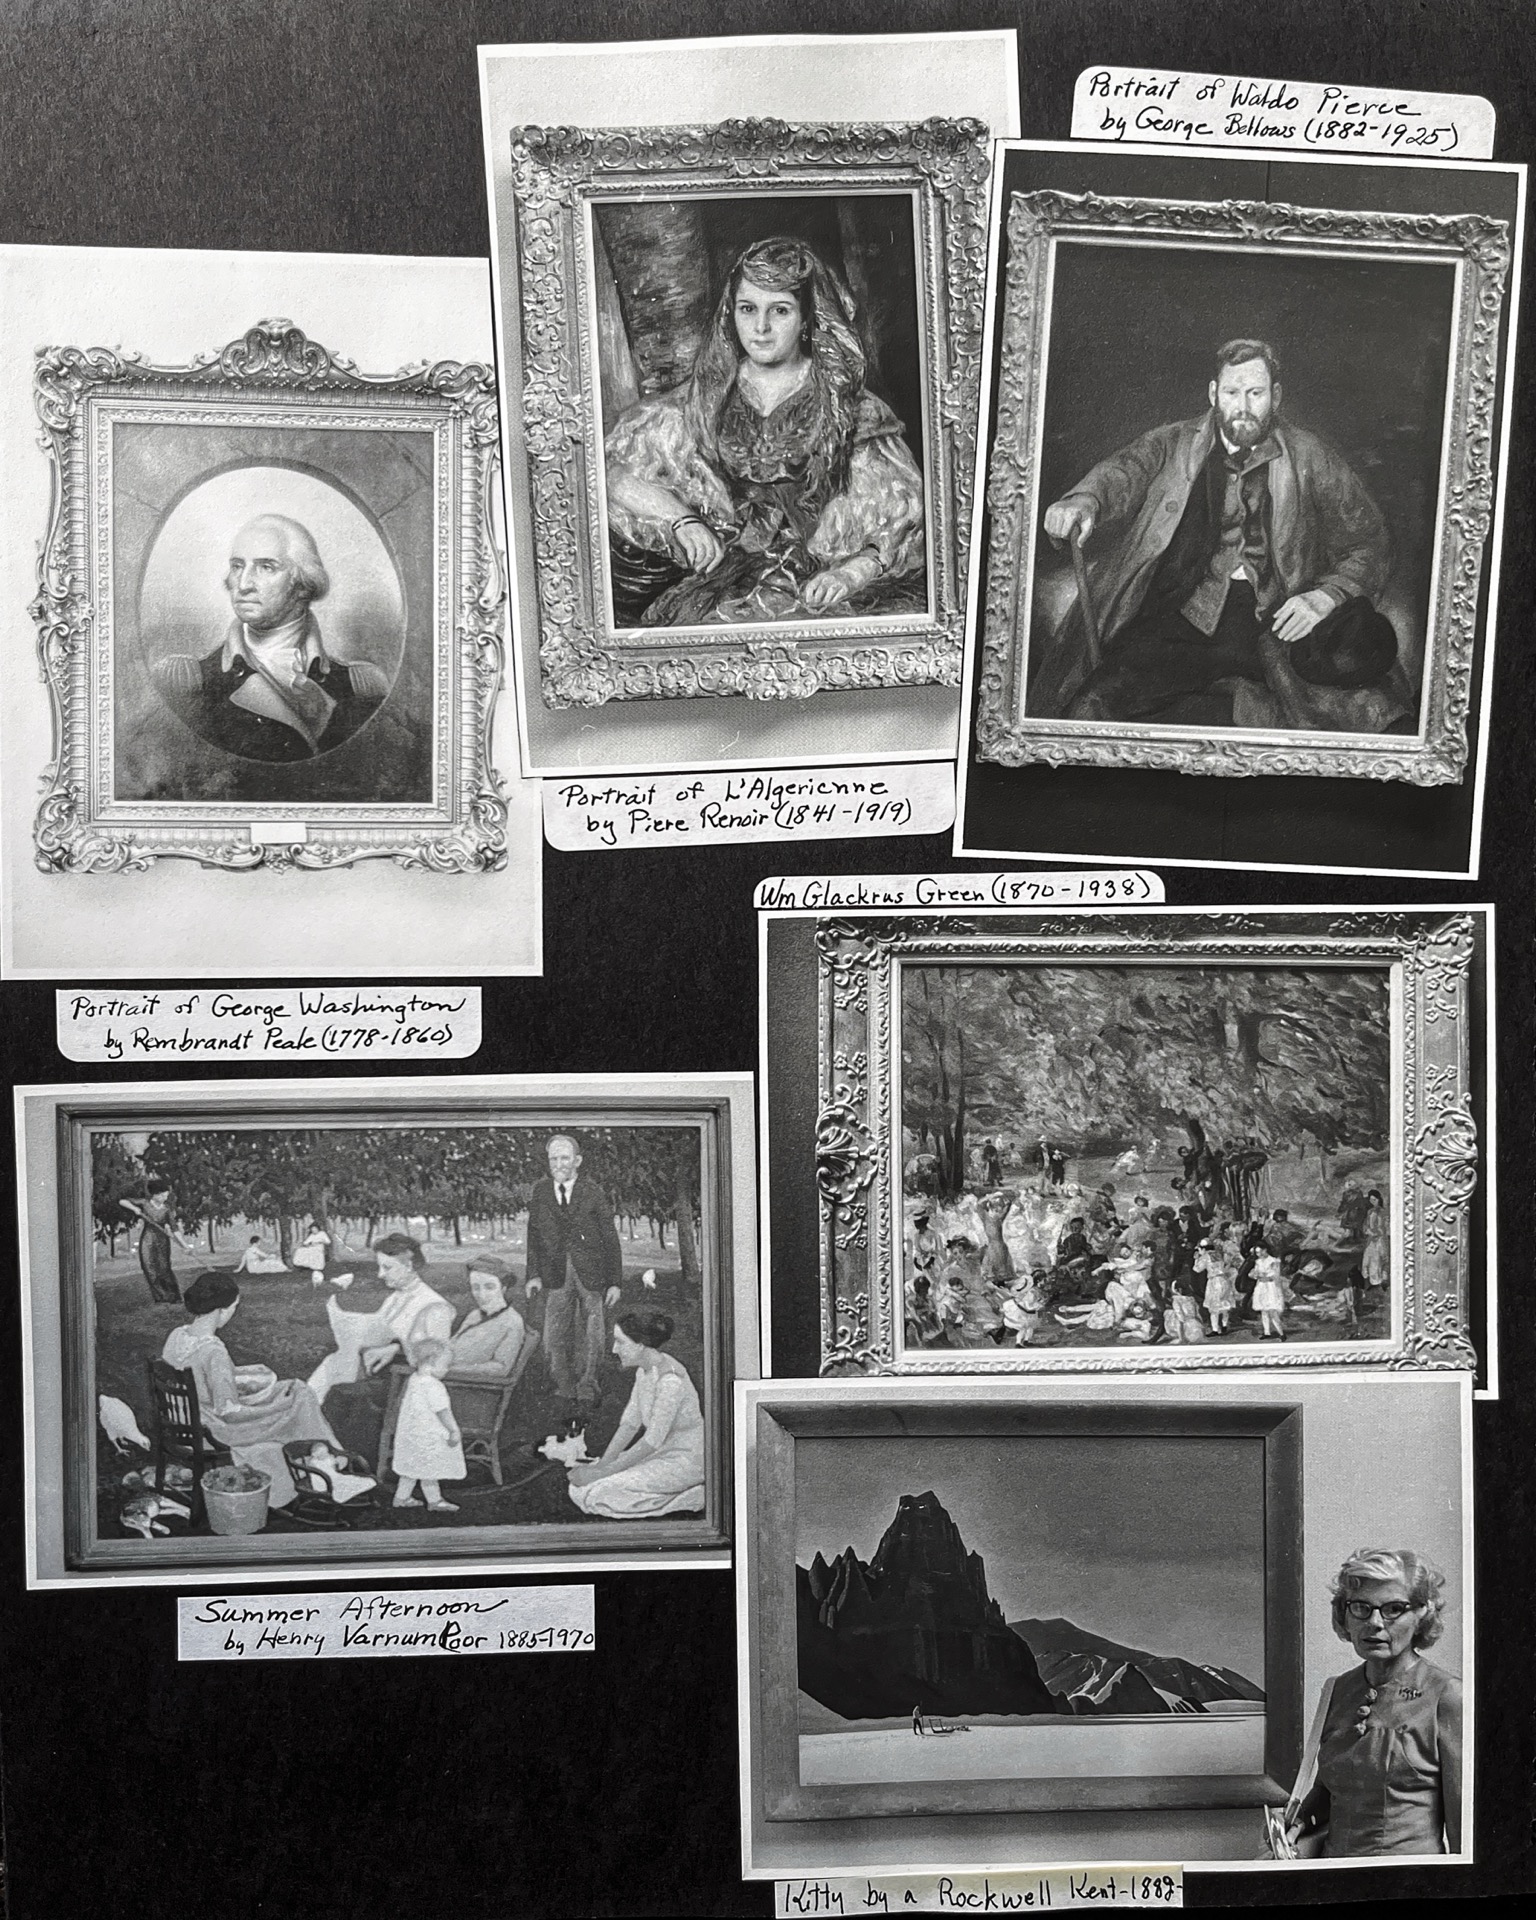 Portrait of Waldo Pierce
by George Bellows (1882-1925)
Portrait of L'Algerienne
by Piere Renoir (1841-1919)
Wm Glackrus Green (1870-1938)
Portrait of George Washington
by Rembrandt Peale (1778-1860)
Summer Afternoon
by Henry Varnum Poor 1885-1970
Kitty by a Rockwell Kent-1882-